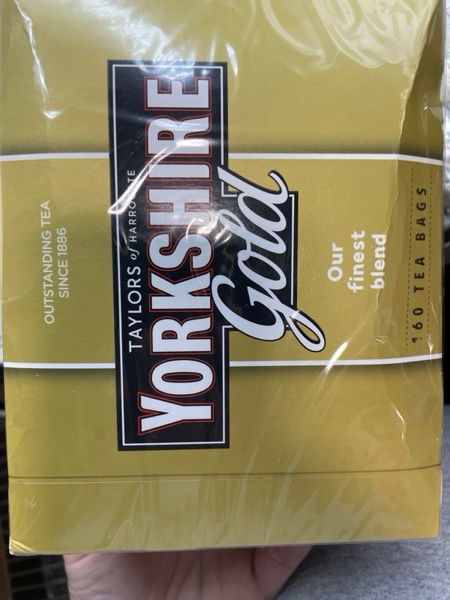 OUTSTANDING TEA
SINCE 1886
TAYLORS of HARROGATE
YORKSHIRE
Gold
Our
finest
blend
160 TEA BAGS